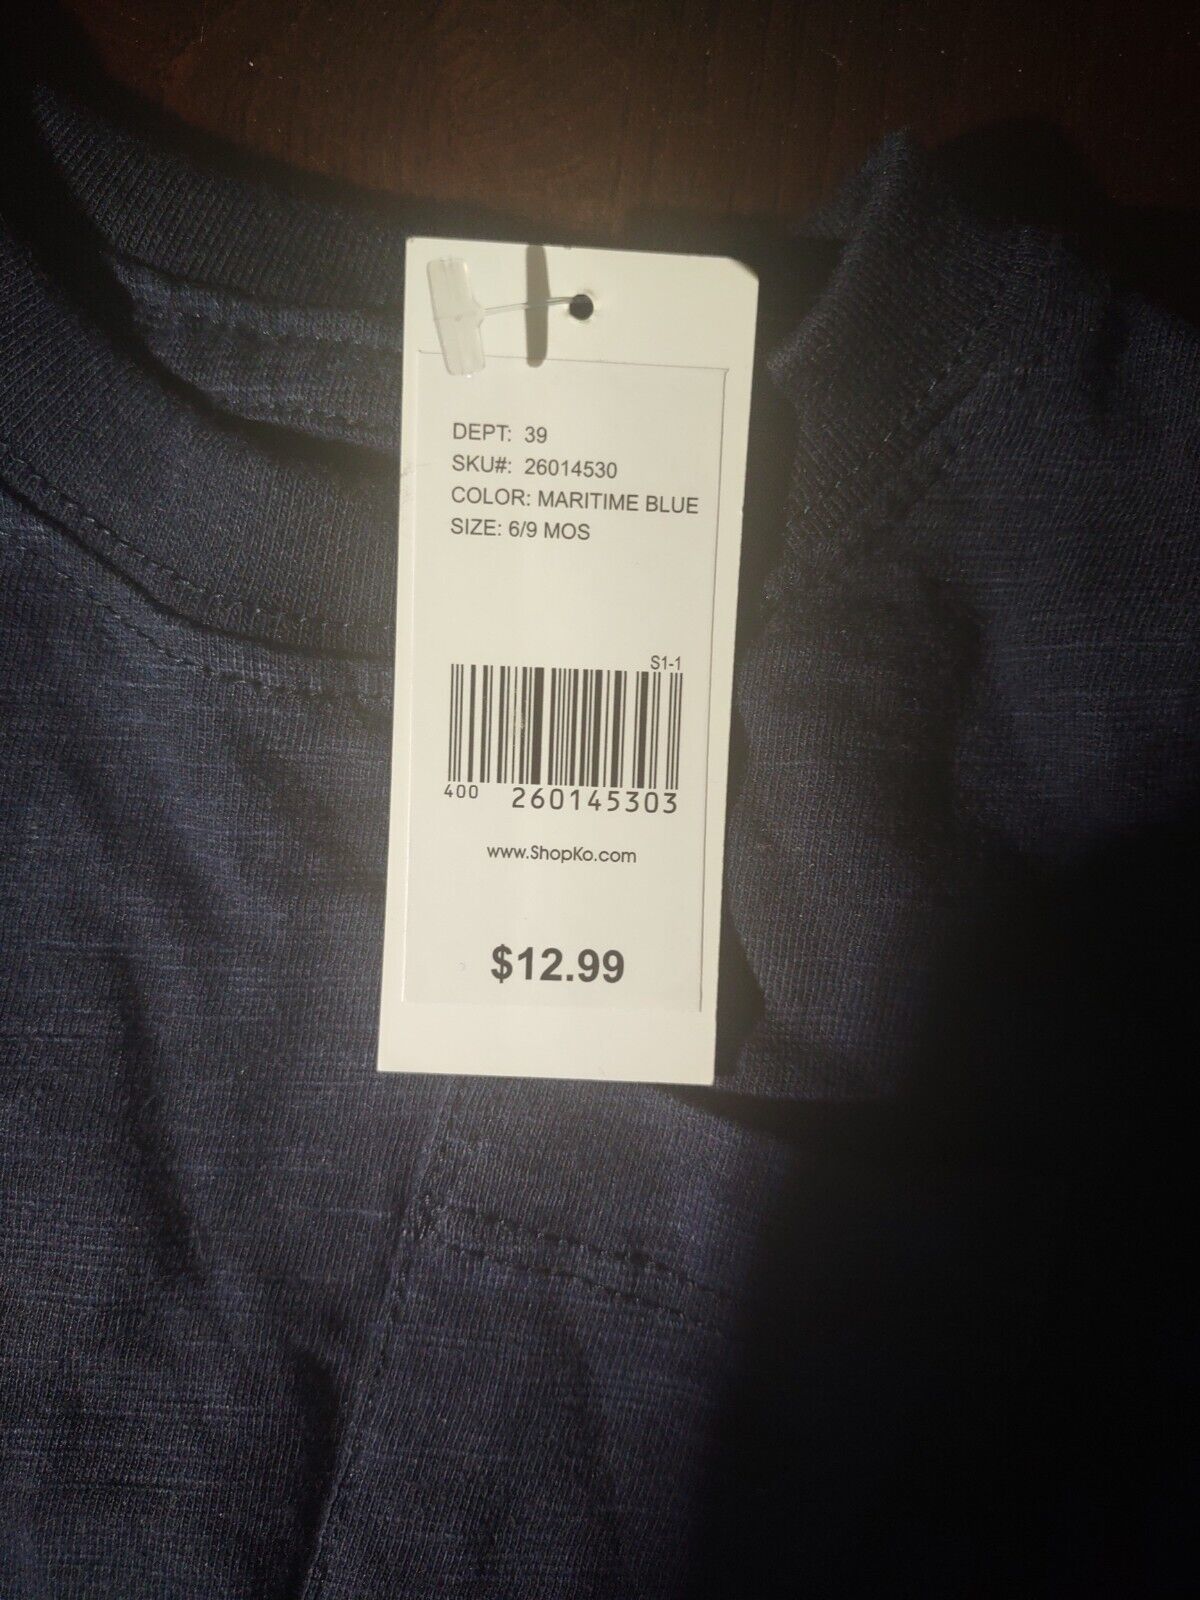 DEPT: 39
SKU#: 26014530
COLOR: MARITIME BLUE
SIZE: 6/9 MOS
S1-1
400 260145303
www.ShopKo.com
$12.99